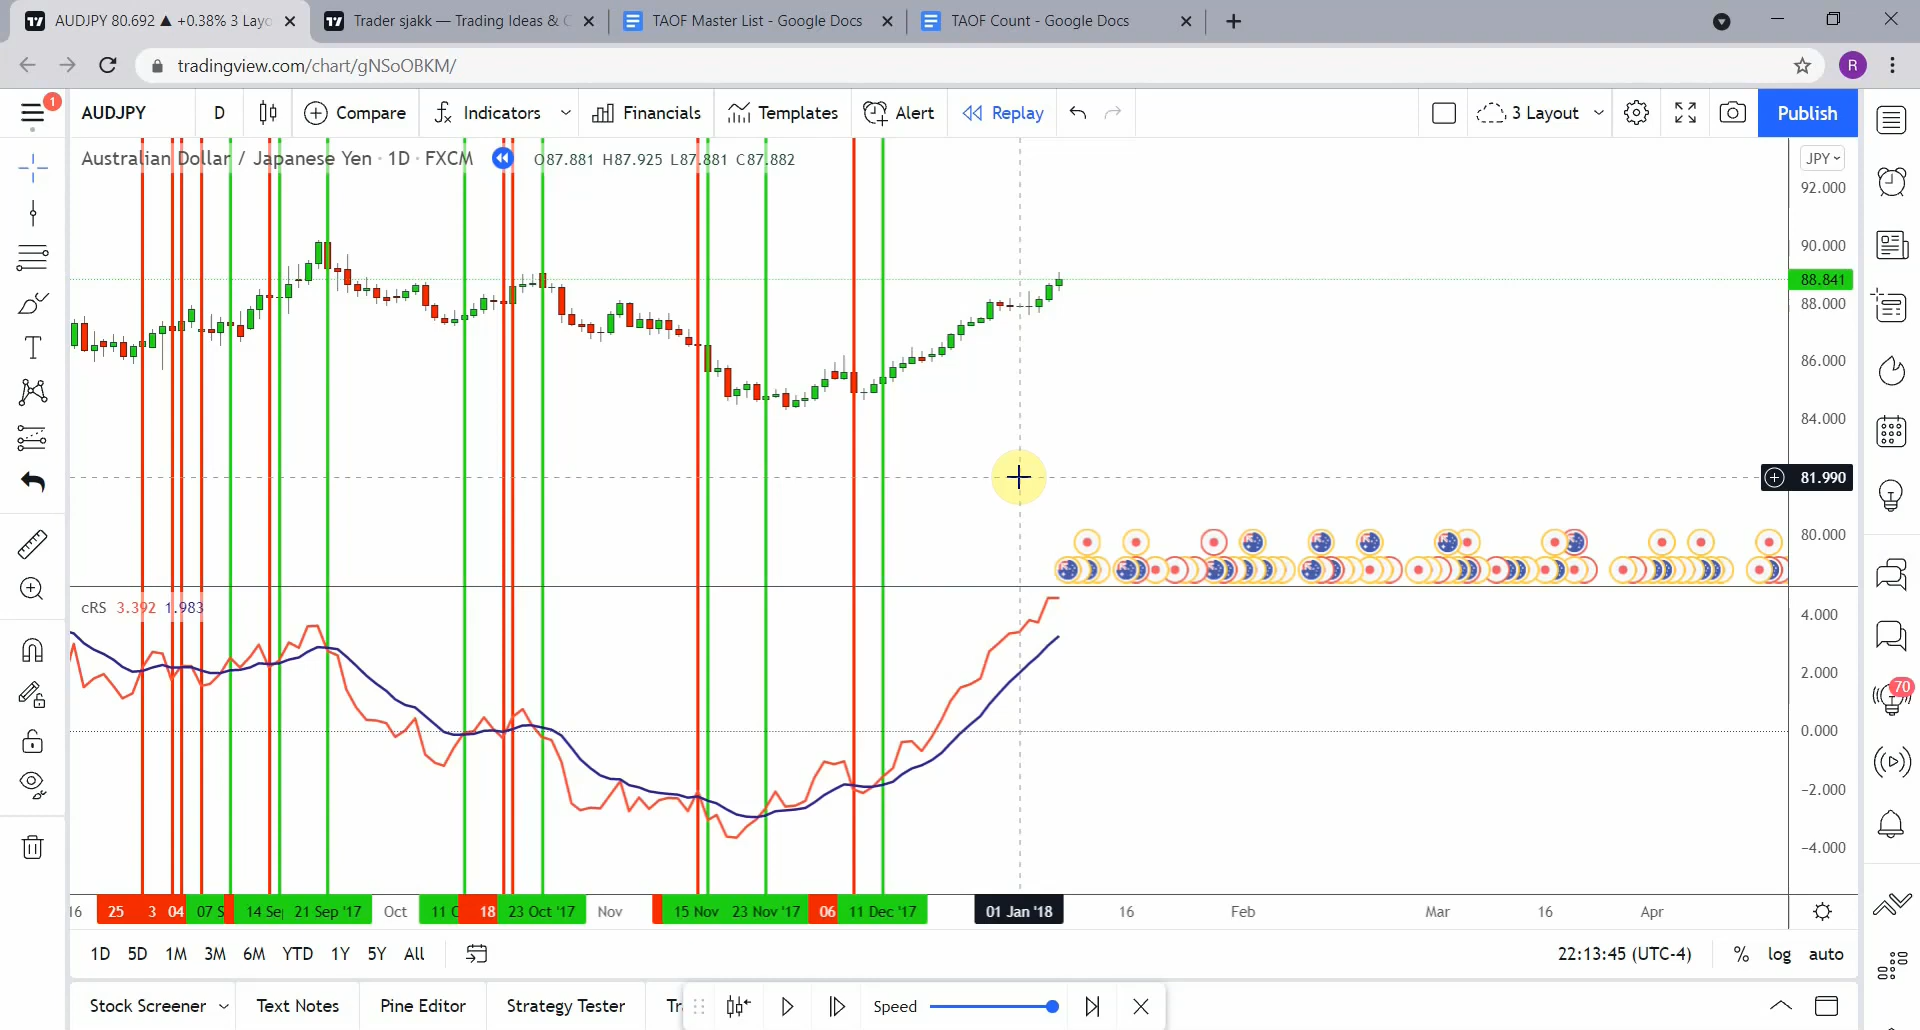 AUDJPY 80.692 ▲ +0.38% 3 Layo
Trader sjakk — Trading Ideas & C
TAOF Master List - Google Docs
TAOF Count - Google Docs
tradingview.com/chart/gNSoOBKM/
R
1
AUDJPY
D
Compare
Indicators
Financials
Templates
Alert
Replay
3 Layout
Publish
Australian Dollar / Japanese Yen · 1D · FXCM
O87.881 H87.925 L87.881 C87.882
JPY
92.000
90.000
88.841
88.000
86.000
84.000
81.990
80.000
cRS 3.392 1.983
4.000
2.000
0.000
−2.000
−4.000
70
16
25
3
04
07 S
14 Se
21 Sep '17
Oct
11 O
18
23 Oct '17
Nov
15 Nov
23 Nov '17
06
11 Dec '17
01 Jan '18
16
Feb
Mar
16
Apr
1D 5D 1M 3M 6M YTD 1Y 5Y All
22:13:45 (UTC-4)
% log auto
Stock Screener
Text Notes
Pine Editor
Strategy Tester
Tr
Speed